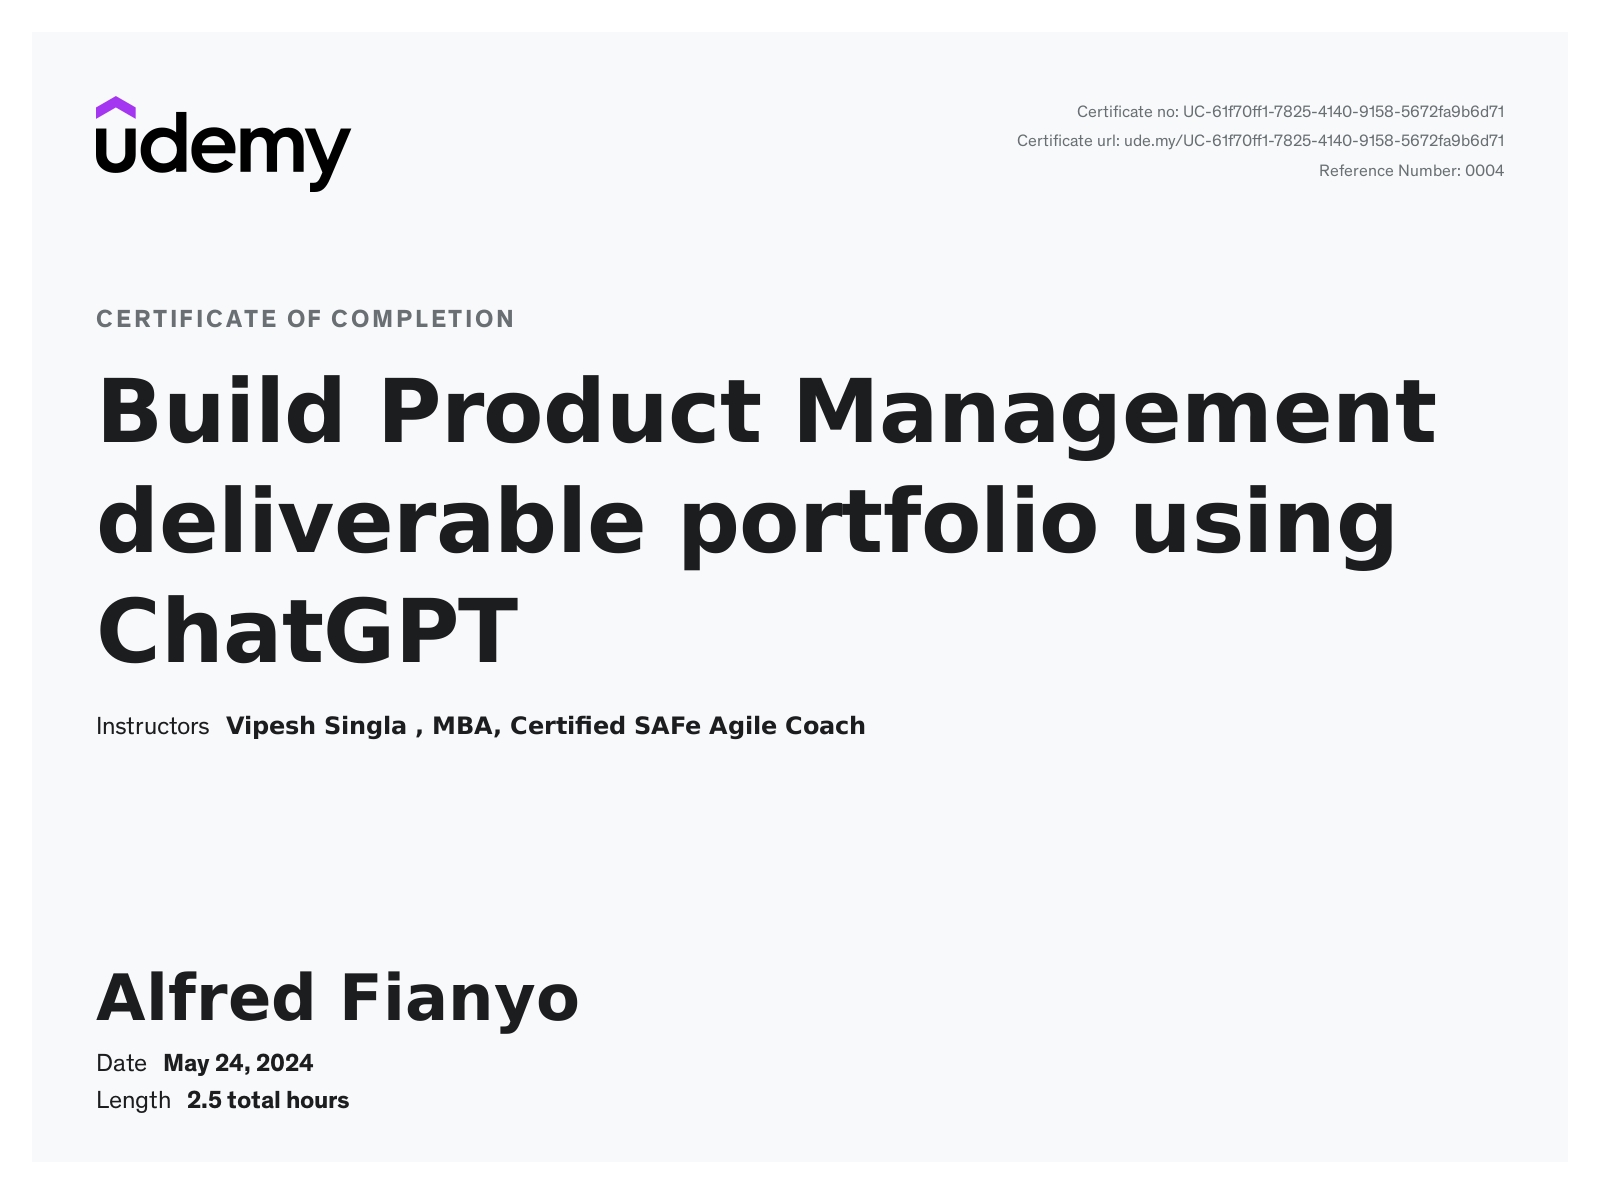 udemy
Certificate no: UC-61f70ff1-7825-4140-9158-5672fa9b6d71
Certificate url: ude.my/UC-61f70ff1-7825-4140-9158-5672fa9b6d71
Reference Number: 0004
CERTIFICATE OF COMPLETION
Build Product Management
deliverable portfolio using
ChatGPT
Instructors Vipesh Singla , MBA, Certified SAFe Agile Coach
Alfred Fianyo
Date May 24, 2024
Length 2.5 total hours